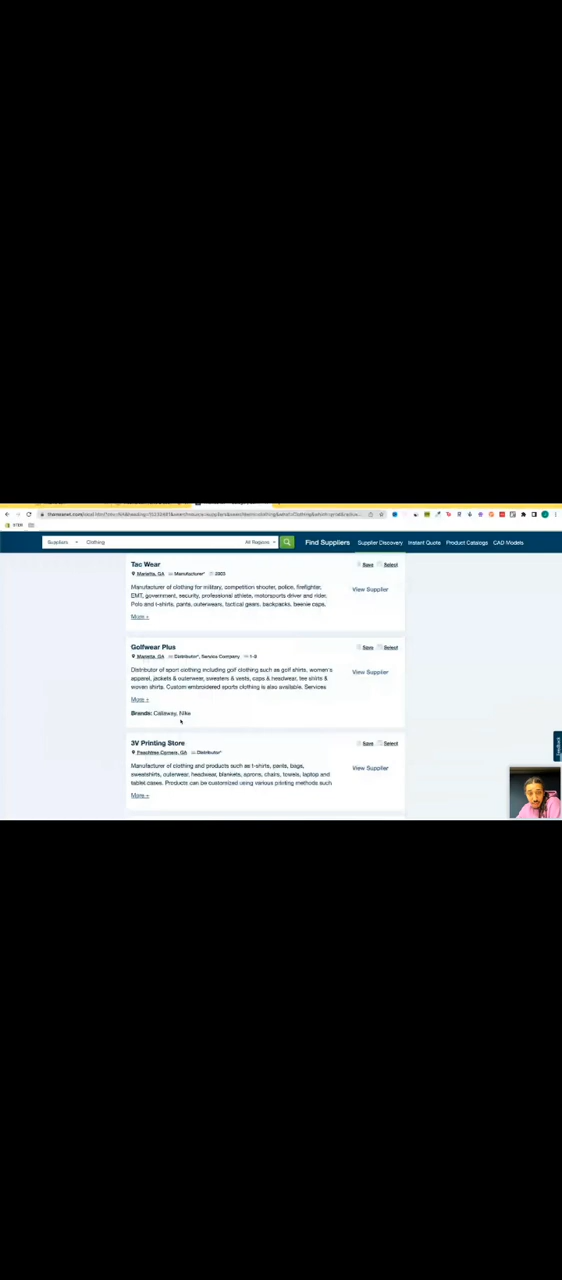 STEM
Suppliers
Clothing
All Regions
Find Suppliers
Supplier Discovery
Instant Quote
Product Catalogs
CAD Models
Tac Wear
Save
Select
Marietta, GA
Manufacturer*
2003
Manufacturer of clothing for military, competition shooter, police, firefighter,
EMT, government, security, professional athlete, motorsports driver and rider.
Polo and t-shirts, pants, outerwears, tactical gears, backpacks, beenie caps,
View Supplier
More »
Golfwear Plus
Save
Select
Marietta, GA
Distributor*, Service Company
1-9
Distributor of sport clothing including golf clothing such as golf shirts, women's
apparel, jackets & outerwear, sweaters & vests, caps & headwear, tee shirts &
woven shirts. Custom embroidered sports clothing is also available. Services
View Supplier
More »
Brands: Callaway, Nike
3V Printing Store
Save
Select
Peachtree Corners, GA
Distributor*
Manufacturer of clothing and products such as t-shirts, pants, bags,
sweatshirts, outerwear, headwear, blankets, aprons, chairs, towels, laptop and
tablet cases. Products can be customized using various printing methods such
View Supplier
More »
Feedback